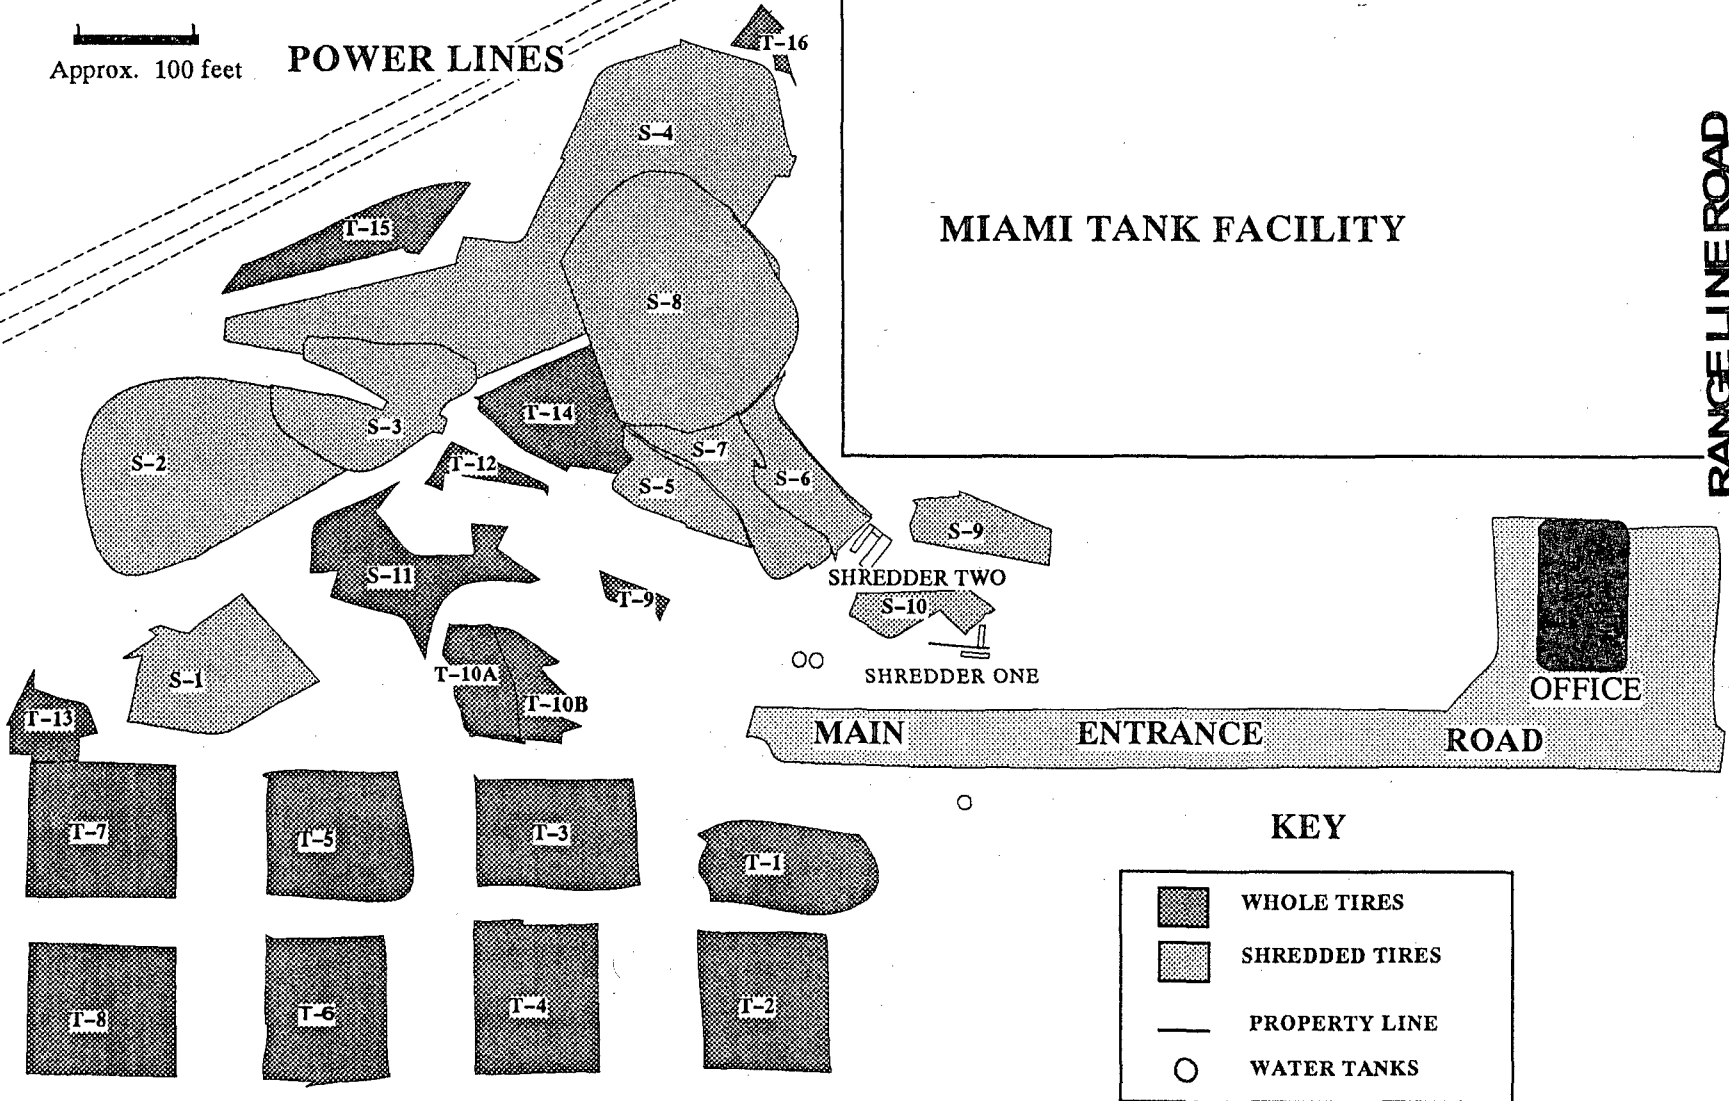 T-16
POWER LINES
Approx. 100 feet
S-4
RANGE LINE ROAD
T-15
MIAMI TANK FACILITY
S-8
T-14
S-3
S-7
S-2
T-12
S-6
S-5
S-9
S-11
SHREDDER TWO
T-9
S-10
T-10A
SHREDDER ONE
S-1
OFFICE
T-10B
T-13
MAIN ENTRANCE ROAD
T-7
T-5
T-3
T-1
KEY
WHOLE TIRES
SHREDDED TIRES
T-8
T-6
T-4
T-2
PROPERTY LINE
WATER TANKS